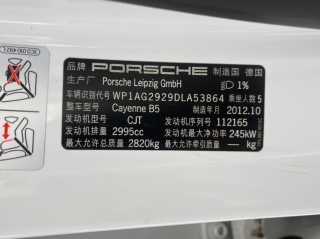 品牌 PORSCHE 制造国 德国
生产厂 Porsche Leipzig GmbH 1%
车辆识别代号 WP1AG2929DLA53864 乘坐人数 5
整车型号 Cayenne B5 制造年月 2012.10
发动机型号 CJT 发动机序列号 112165
发动机排量 2995cc 发动机最大净功率 245kW
最大允许总质量 2820kg 最大允许牵引质量 — kg